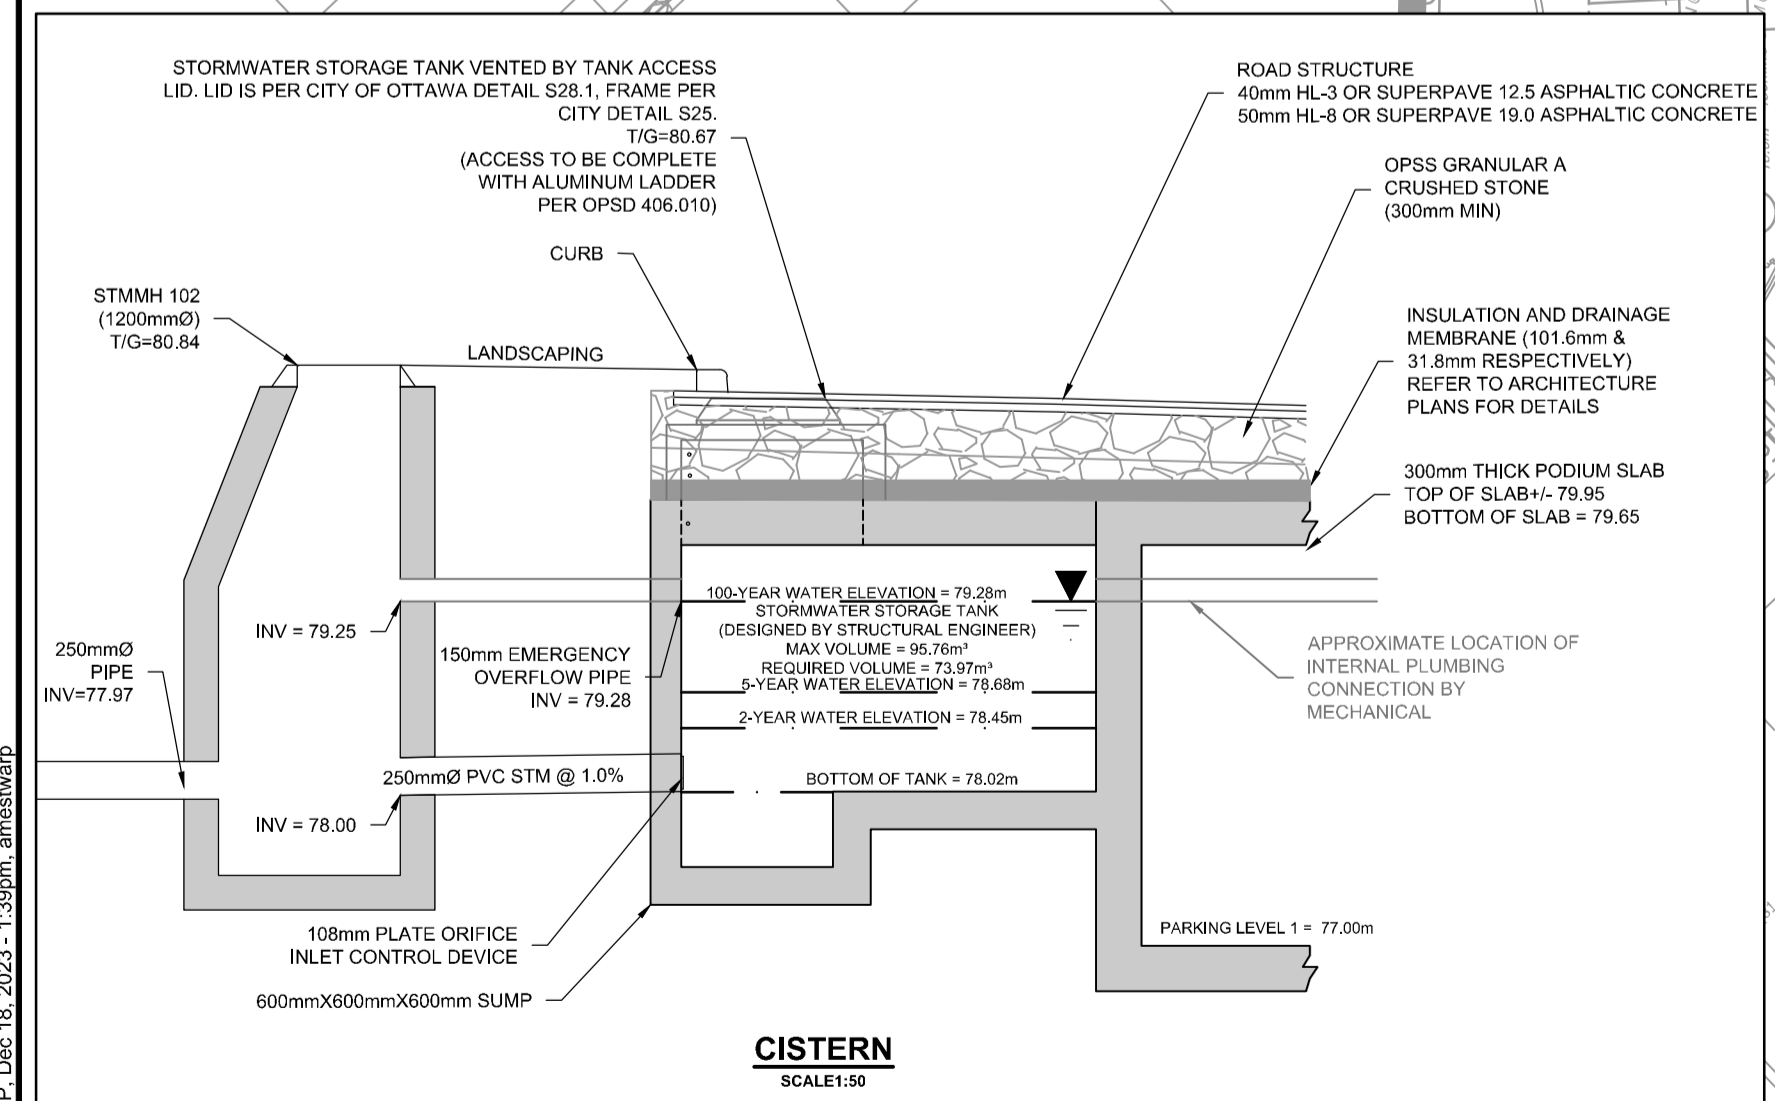 STORMWATER STORAGE TANK VENTED BY TANK ACCESS
LID. LID IS PER CITY OF OTTAWA DETAIL S28.1, FRAME PER
CITY DETAIL S25.
T/G=80.67
(ACCESS TO BE COMPLETE
WITH ALUMINUM LADDER
PER OPSD 406.010)
ROAD STRUCTURE
40mm HL-3 OR SUPERPAVE 12.5 ASPHALTIC CONCRETE
50mm HL-8 OR SUPERPAVE 19.0 ASPHALTIC CONCRETE
OPSS GRANULAR A
CRUSHED STONE
(300mm MIN)
CURB
STMMH 102
(1200mmØ)
T/G=80.84
LANDSCAPING
INSULATION AND DRAINAGE
MEMBRANE (101.6mm &
31.8mm RESPECTIVELY)
REFER TO ARCHITECTURE
PLANS FOR DETAILS
300mm THICK PODIUM SLAB
TOP OF SLAB+/- 79.95
BOTTOM OF SLAB = 79.65
100-YEAR WATER ELEVATION = 79.28m
STORMWATER STORAGE TANK
(DESIGNED BY STRUCTURAL ENGINEER)
MAX VOLUME = 95.76m³
REQUIRED VOLUME = 73.97m³
5-YEAR WATER ELEVATION = 78.68m
2-YEAR WATER ELEVATION = 78.45m
BOTTOM OF TANK = 78.02m
INV = 79.25
150mm EMERGENCY
OVERFLOW PIPE
INV = 79.28
250mmØ
PIPE
INV=77.97
APPROXIMATE LOCATION OF
INTERNAL PLUMBING
CONNECTION BY
MECHANICAL
250mmØ PVC STM @ 1.0%
INV = 78.00
108mm PLATE ORIFICE
INLET CONTROL DEVICE
600mmX600mmX600mm SUMP
PARKING LEVEL 1 = 77.00m
CISTERN
SCALE1:50
P, Dec 18, 2023 - 1:39pm, amestwarp